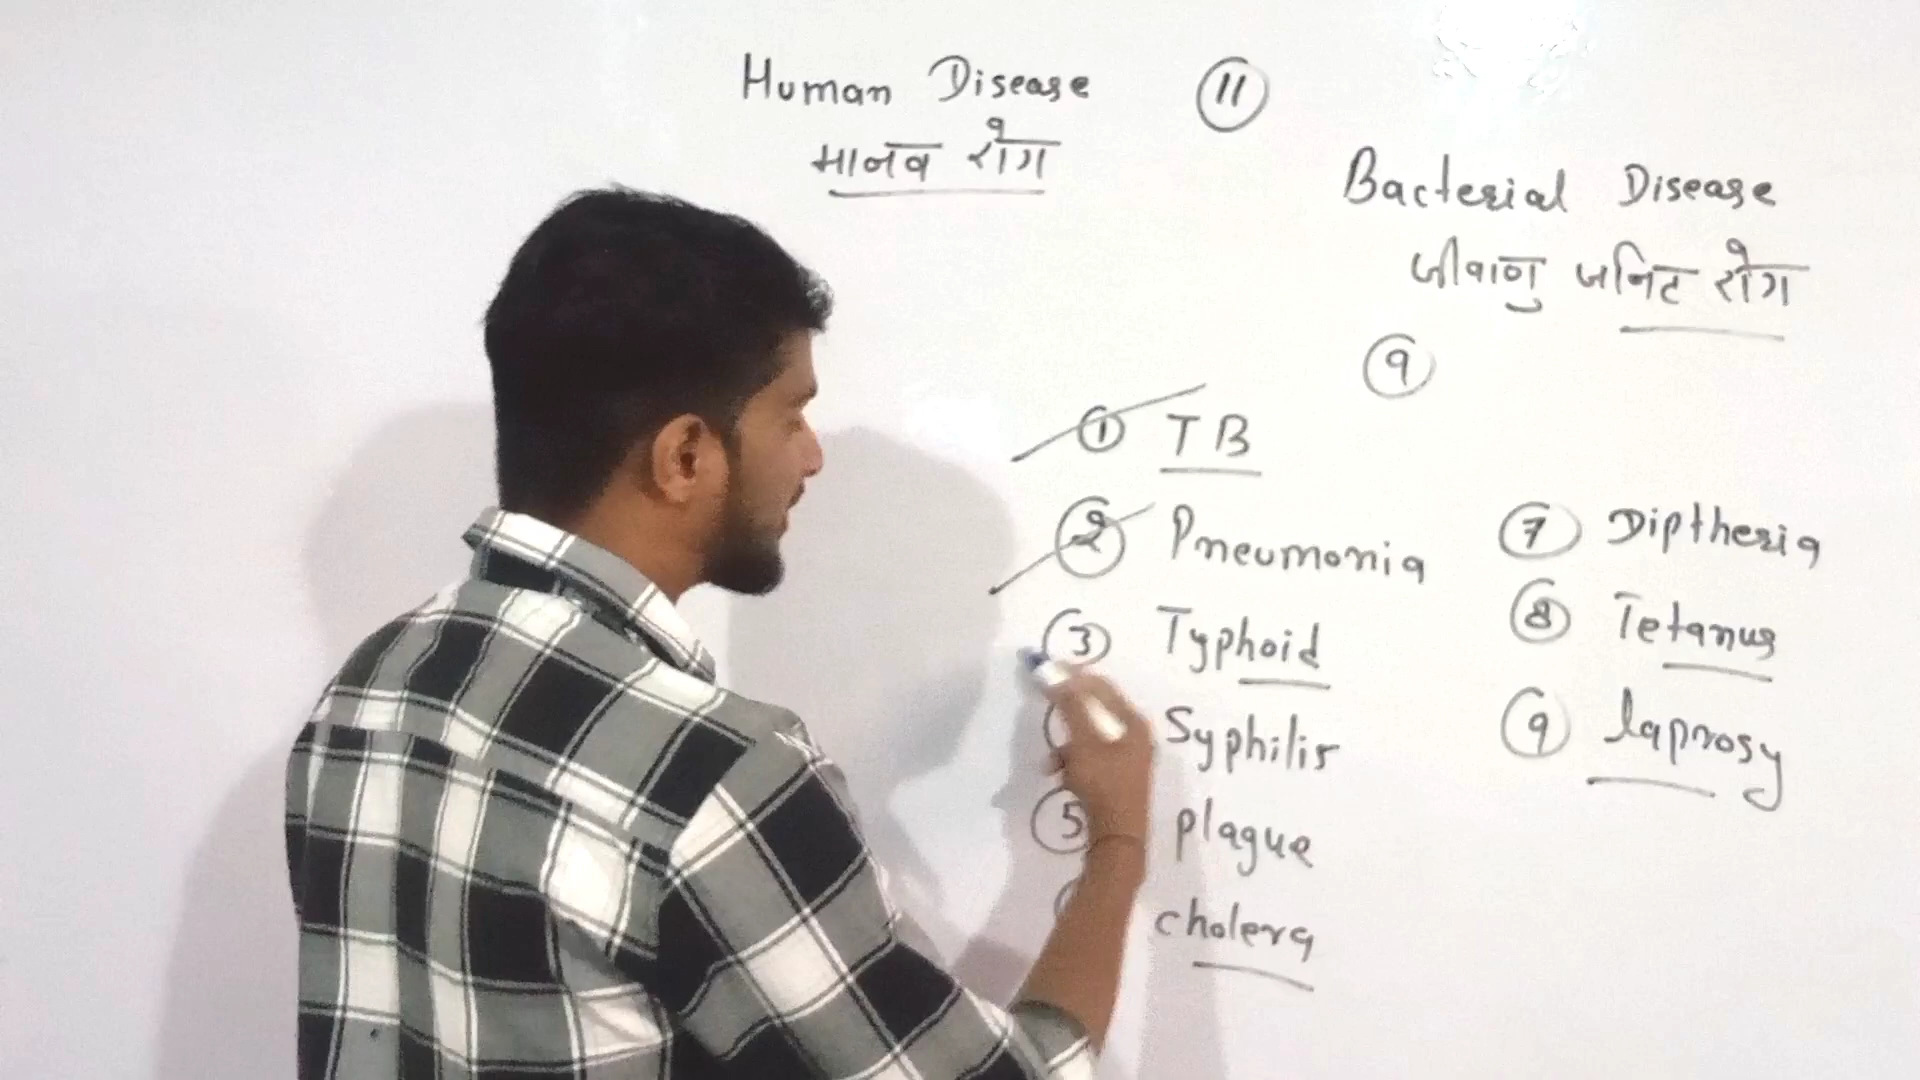 Human Disease ⑪
मानव रोग
Bacterial Disease
जीवाणु जनित रोग
⑨
① TB
② Pneumonia
③ Typhoid
Syphilis
⑤ plague
cholera
⑦ Diptheria
⑧ Tetanus
⑨ laprosy